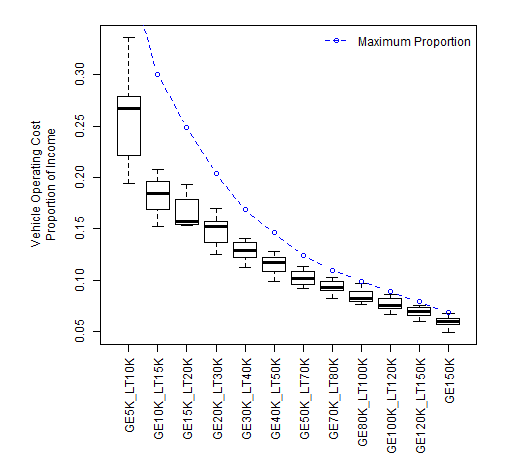 Maximum Proportion
Vehicle Operating Cost
Proportion of Income
0.30
0.25
0.20
0.15
0.10
0.05
GE5K_LT10K
GE10K_LT15K
GE15K_LT20K
GE20K_LT30K
GE30K_LT40K
GE40K_LT50K
GE50K_LT70K
GE70K_LT80K
GE80K_LT100K
GE100K_LT120K
GE120K_LT150K
GE150K